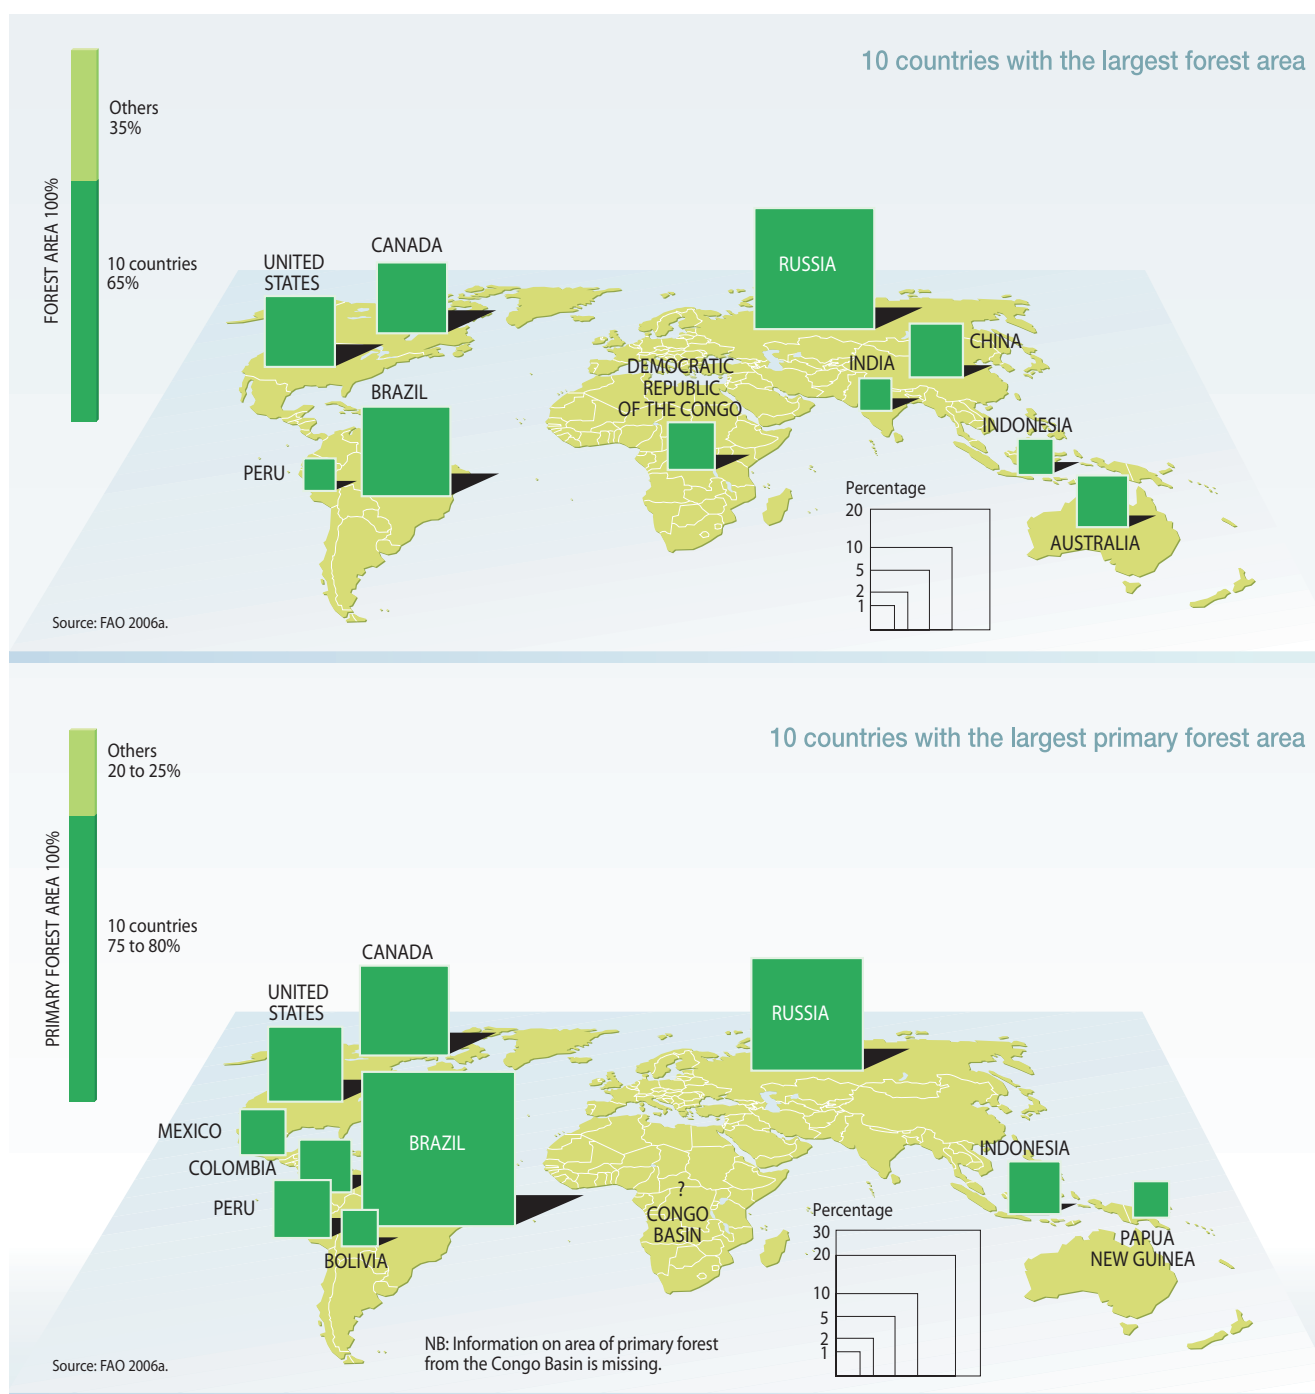 10 countries with the largest forest area
Others
35%
FOREST AREA 100%
10 countries
65%
UNITED
STATES
CANADA
RUSSIA
CHINA
INDIA
DEMOCRATIC
REPUBLIC
OF THE CONGO
BRAZIL
PERU
INDONESIA
AUSTRALIA
Percentage
20
10
5
2
1
Source: FAO 2006a.
10 countries with the largest primary forest area
Others
20 to 25%
PRIMARY FOREST AREA 100%
10 countries
75 to 80%
CANADA
UNITED
STATES
RUSSIA
MEXICO
BRAZIL
COLOMBIA
PERU
BOLIVIA
?
CONGO
BASIN
INDONESIA
PAPUA
NEW GUINEA
Percentage
30
20
10
5
2
1
NB: Information on area of primary forest
from the Congo Basin is missing.
Source: FAO 2006a.